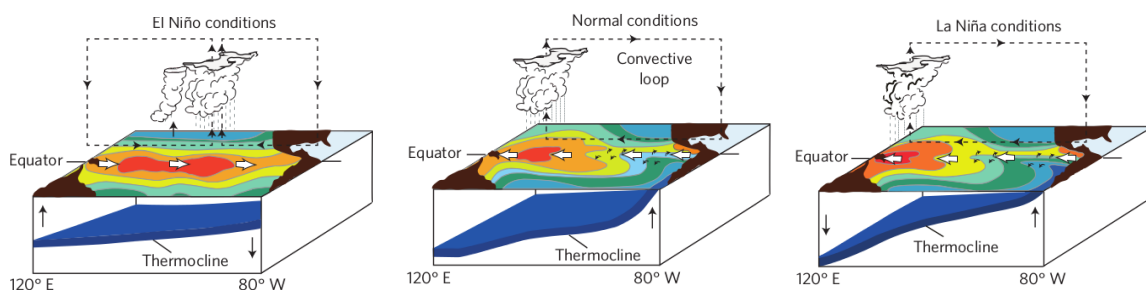 El Niño conditions
Equator
Thermocline
120° E
80° W
Normal conditions
Convective
loop
Equator
Thermocline
120° E
80° W
La Niña conditions
Equator
Thermocline
120° E
80° W